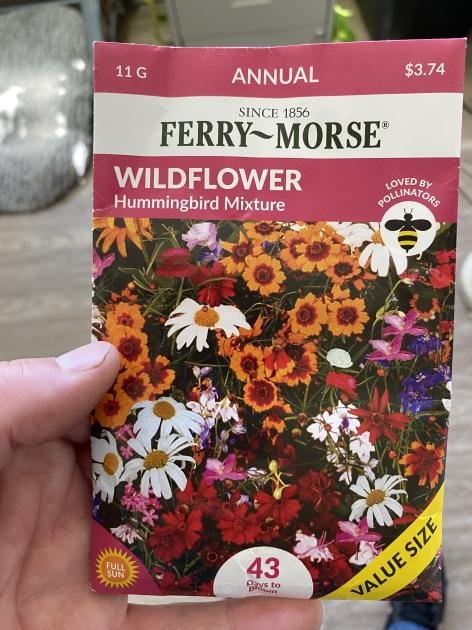 11 G
ANNUAL
$3.74
SINCE 1856
FERRY~MORSE®
WILDFLOWER
Hummingbird Mixture
LOVED BY
POLLINATORS
FULL
SUN
43
Days to
Bloom
VALUE SIZE